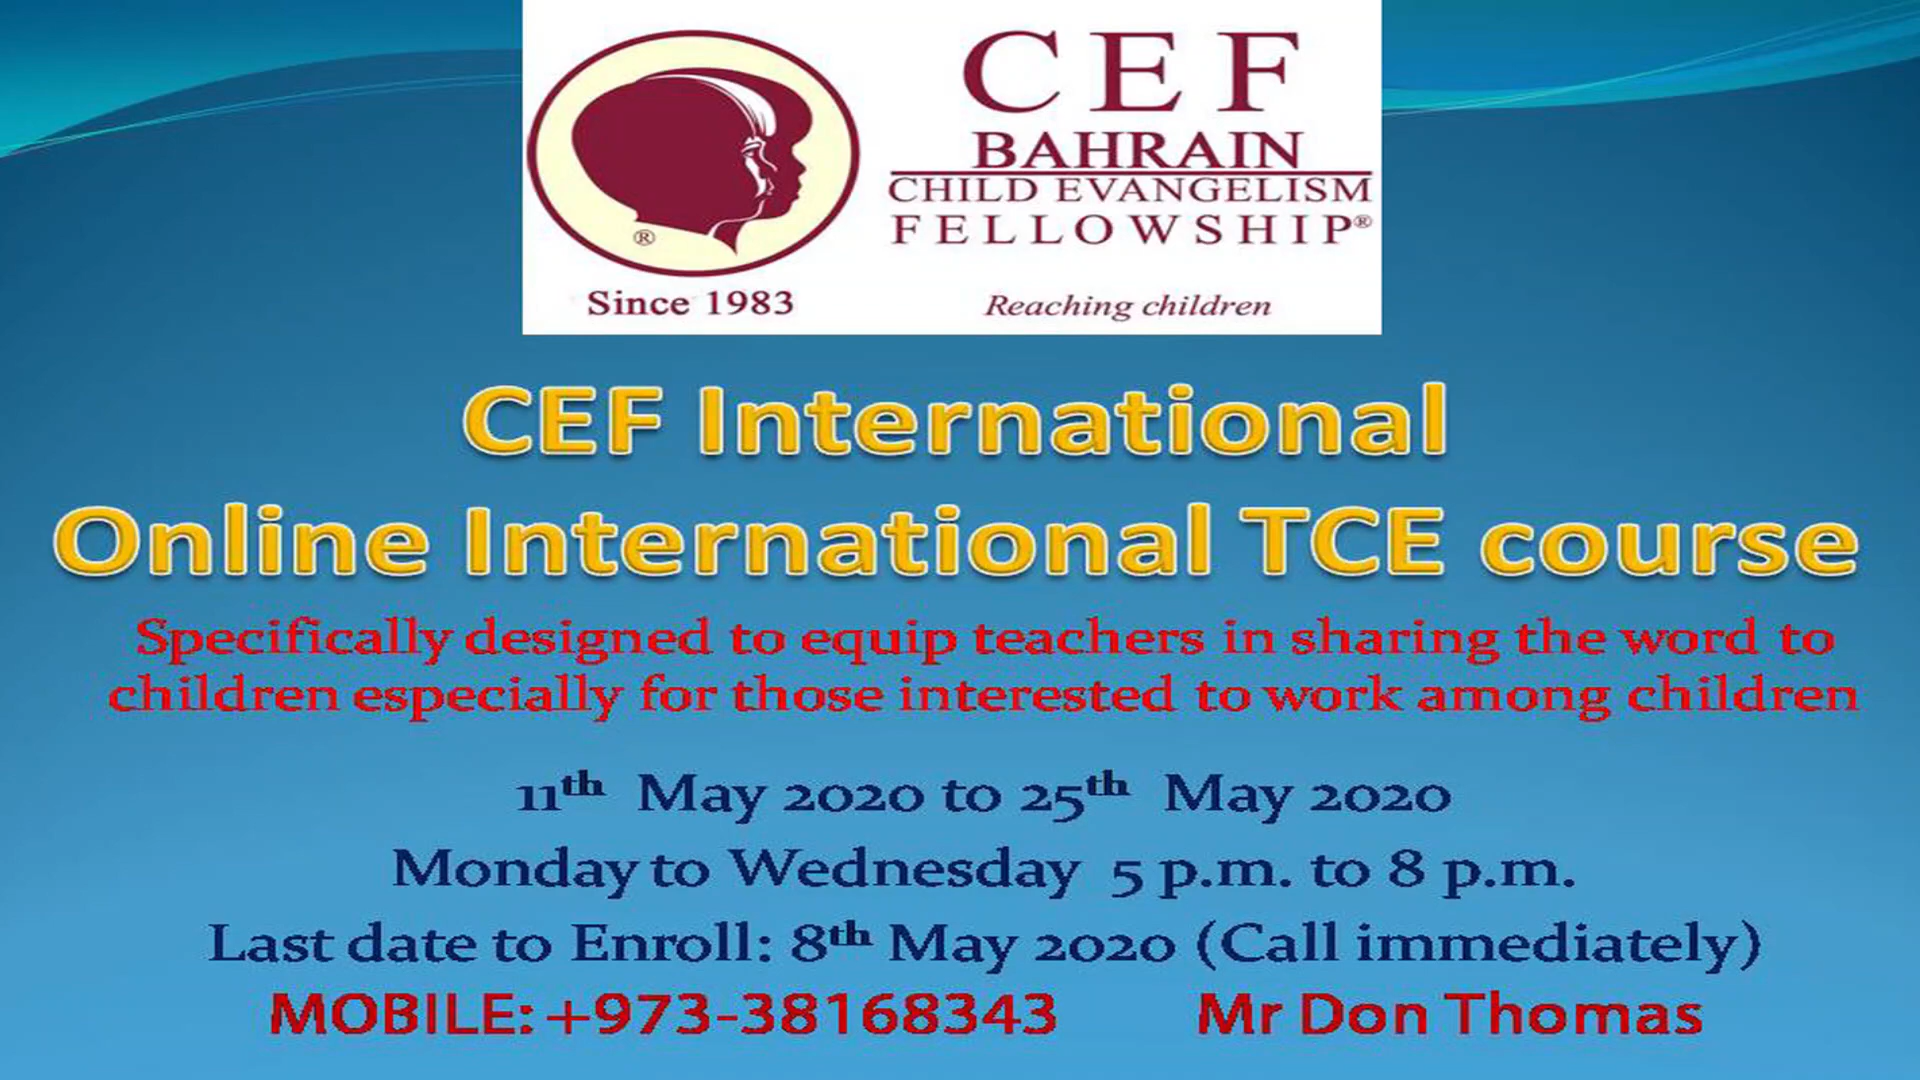 CEF
BAHRAIN
CHILD EVANGELISM
FELLOWSHIP®
®
Since 1983
Reaching children
CEF International
Online International TCE course
Specifically designed to equip teachers in sharing the word to
children especially for those interested to work among children
11th May 2020 to 25th May 2020
Monday to Wednesday 5 p.m. to 8 p.m.
Last date to Enroll: 8th May 2020 (Call immediately)
MOBILE: +973-38168343 Mr Don Thomas